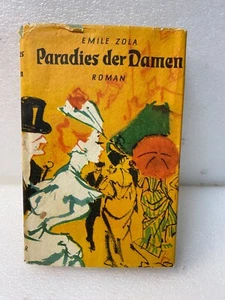 EMILE ZOLA
Paradies der Damen
ROMAN